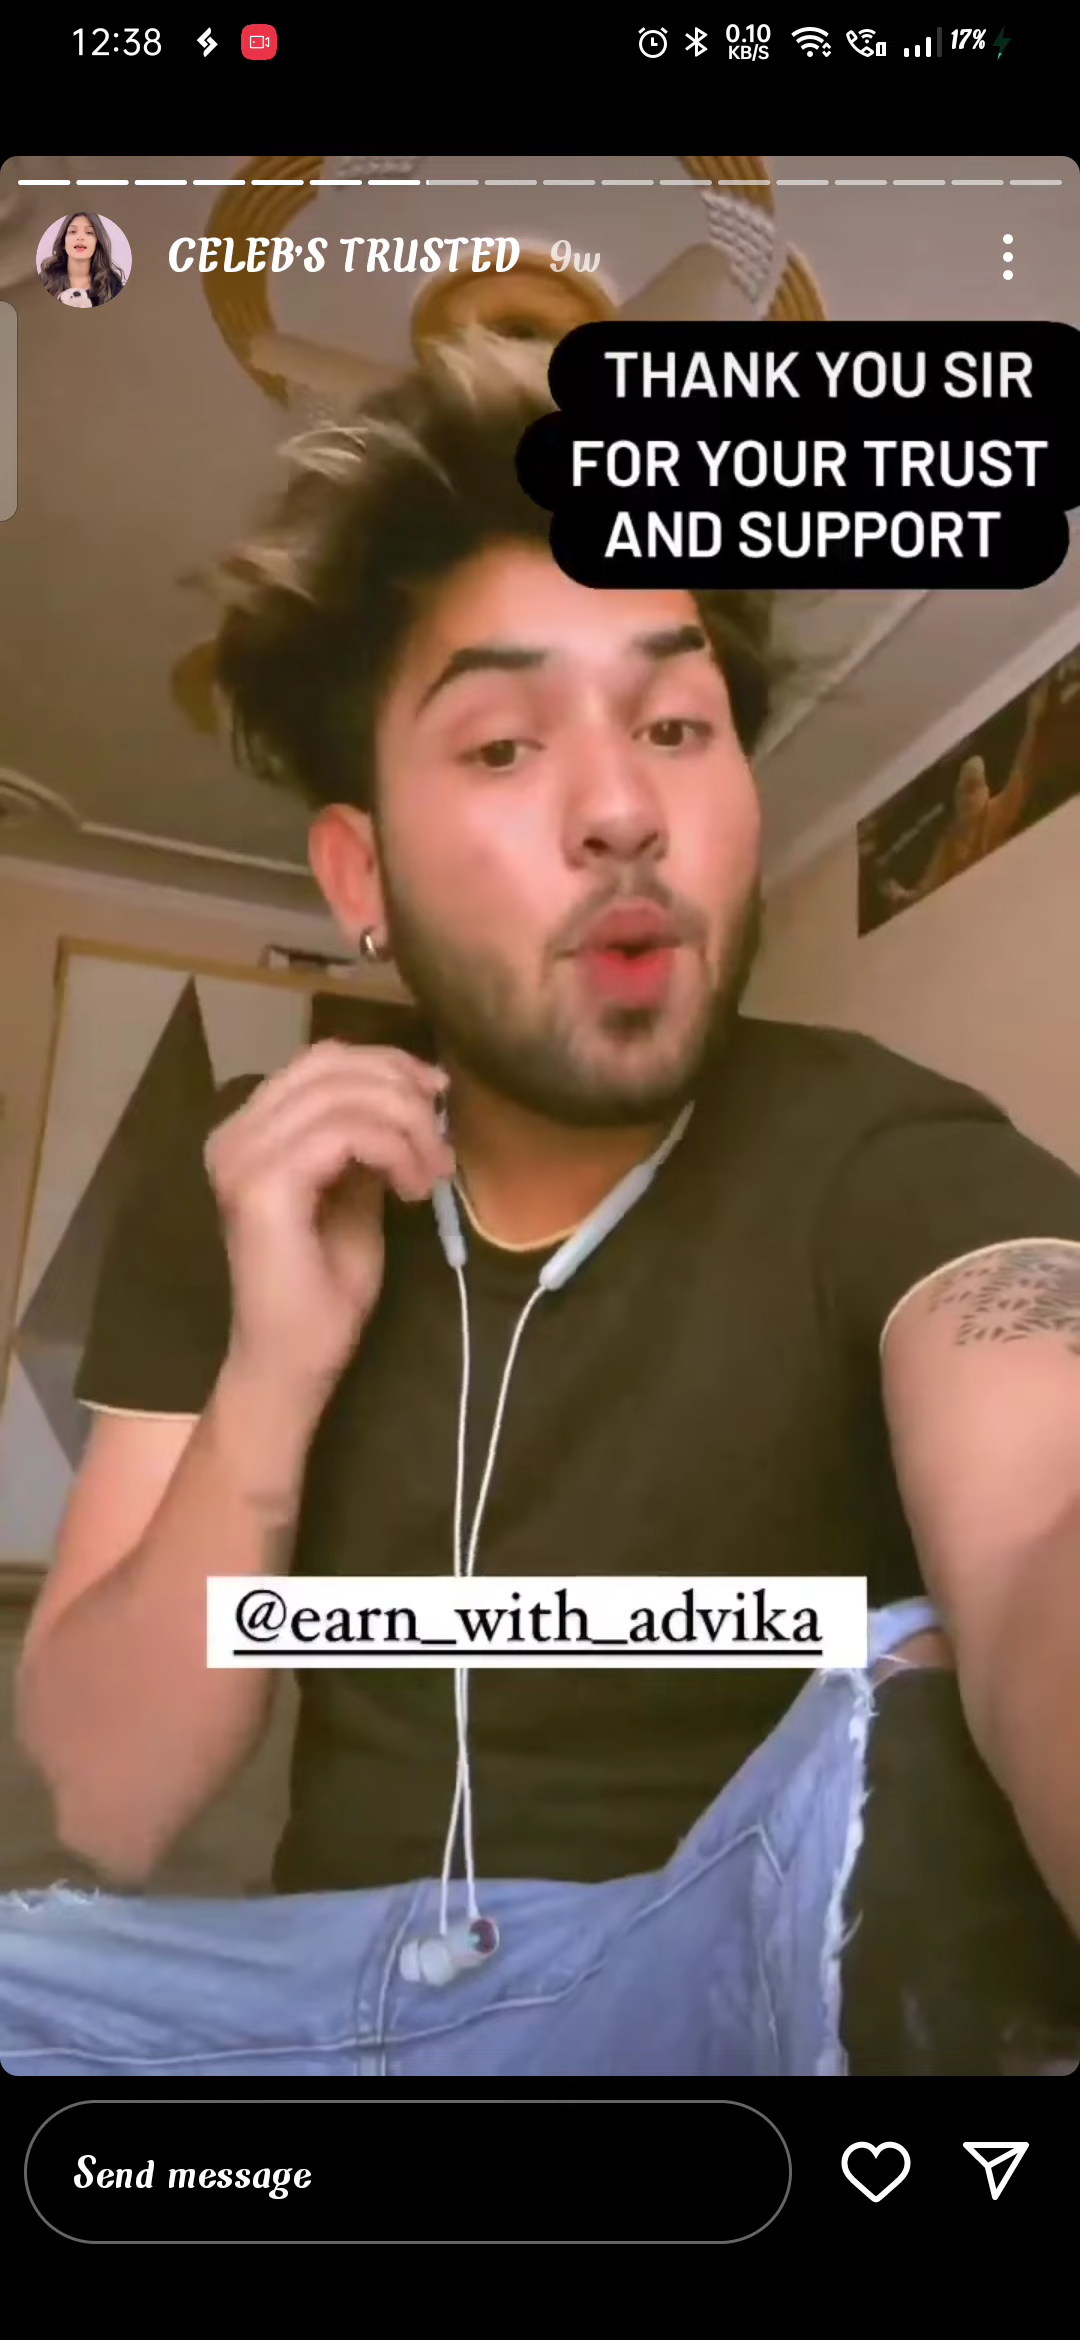 12:38
0.10
KB/S
17%
CELEB'S TRUSTED 9w
THANK YOU SIR
FOR YOUR TRUST
AND SUPPORT
@earn_with_advika
Send message